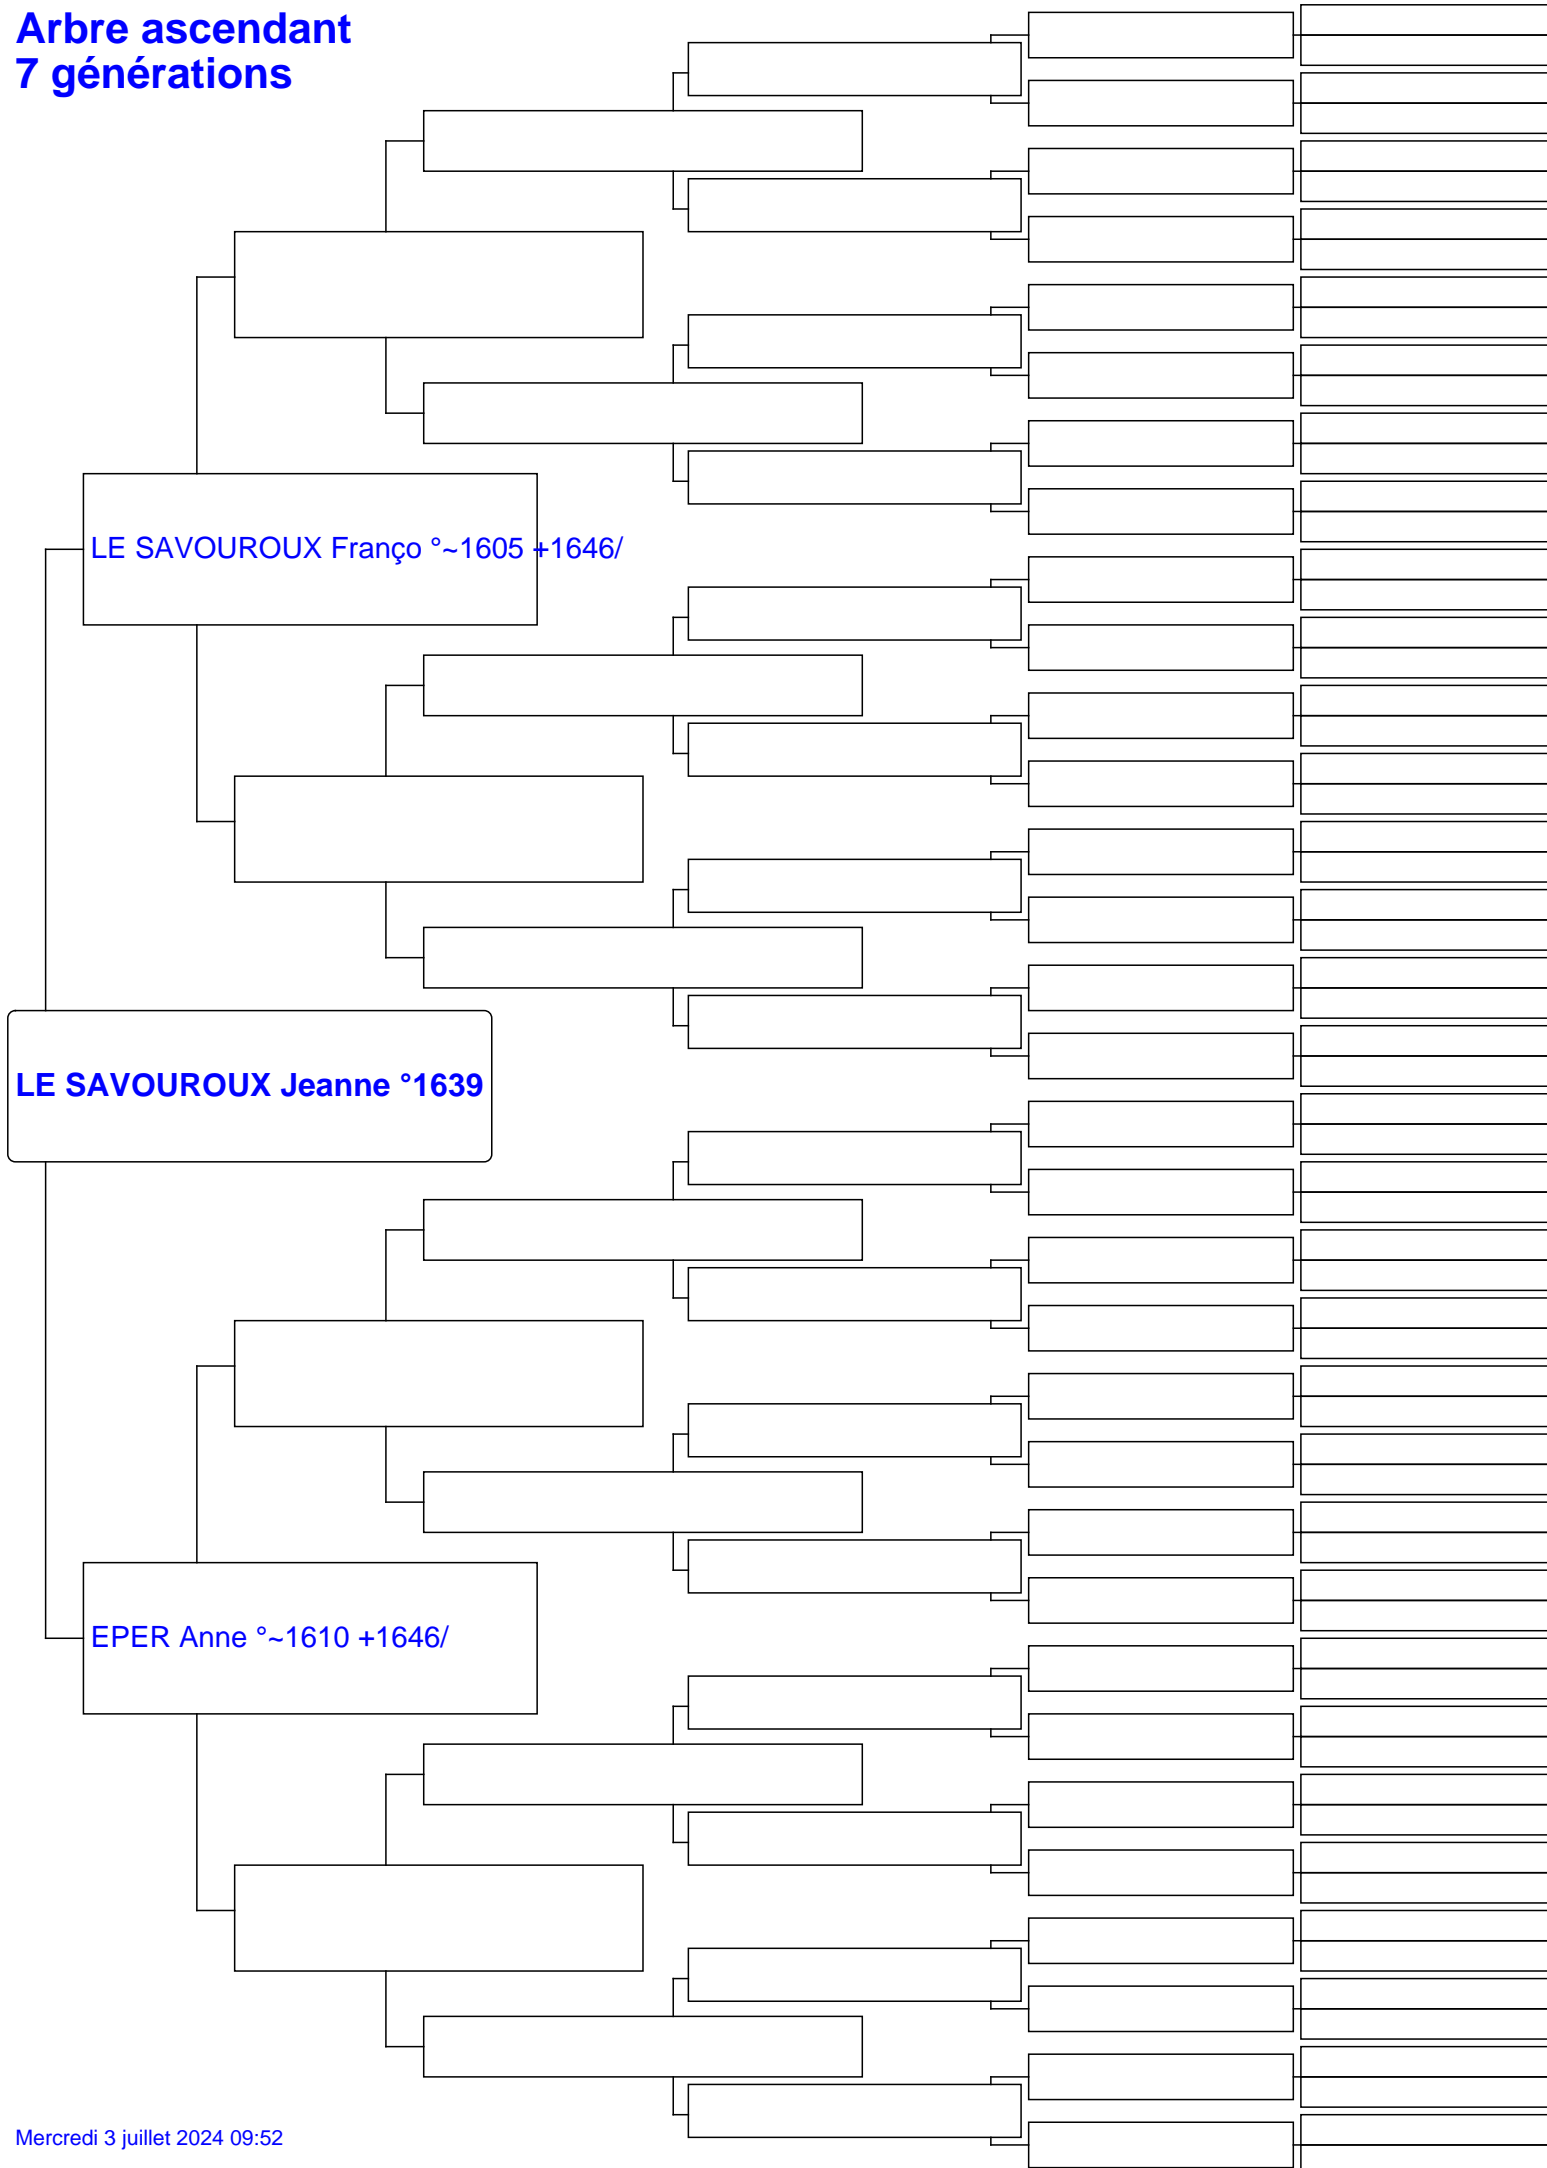 Arbre ascendant
7 générations
LE SAVOUROUX Franço °~1605 +1646/
LE SAVOUROUX Jeanne °1639
EPER Anne °~1610 +1646/
Mercredi 3 juillet 2024 09:52